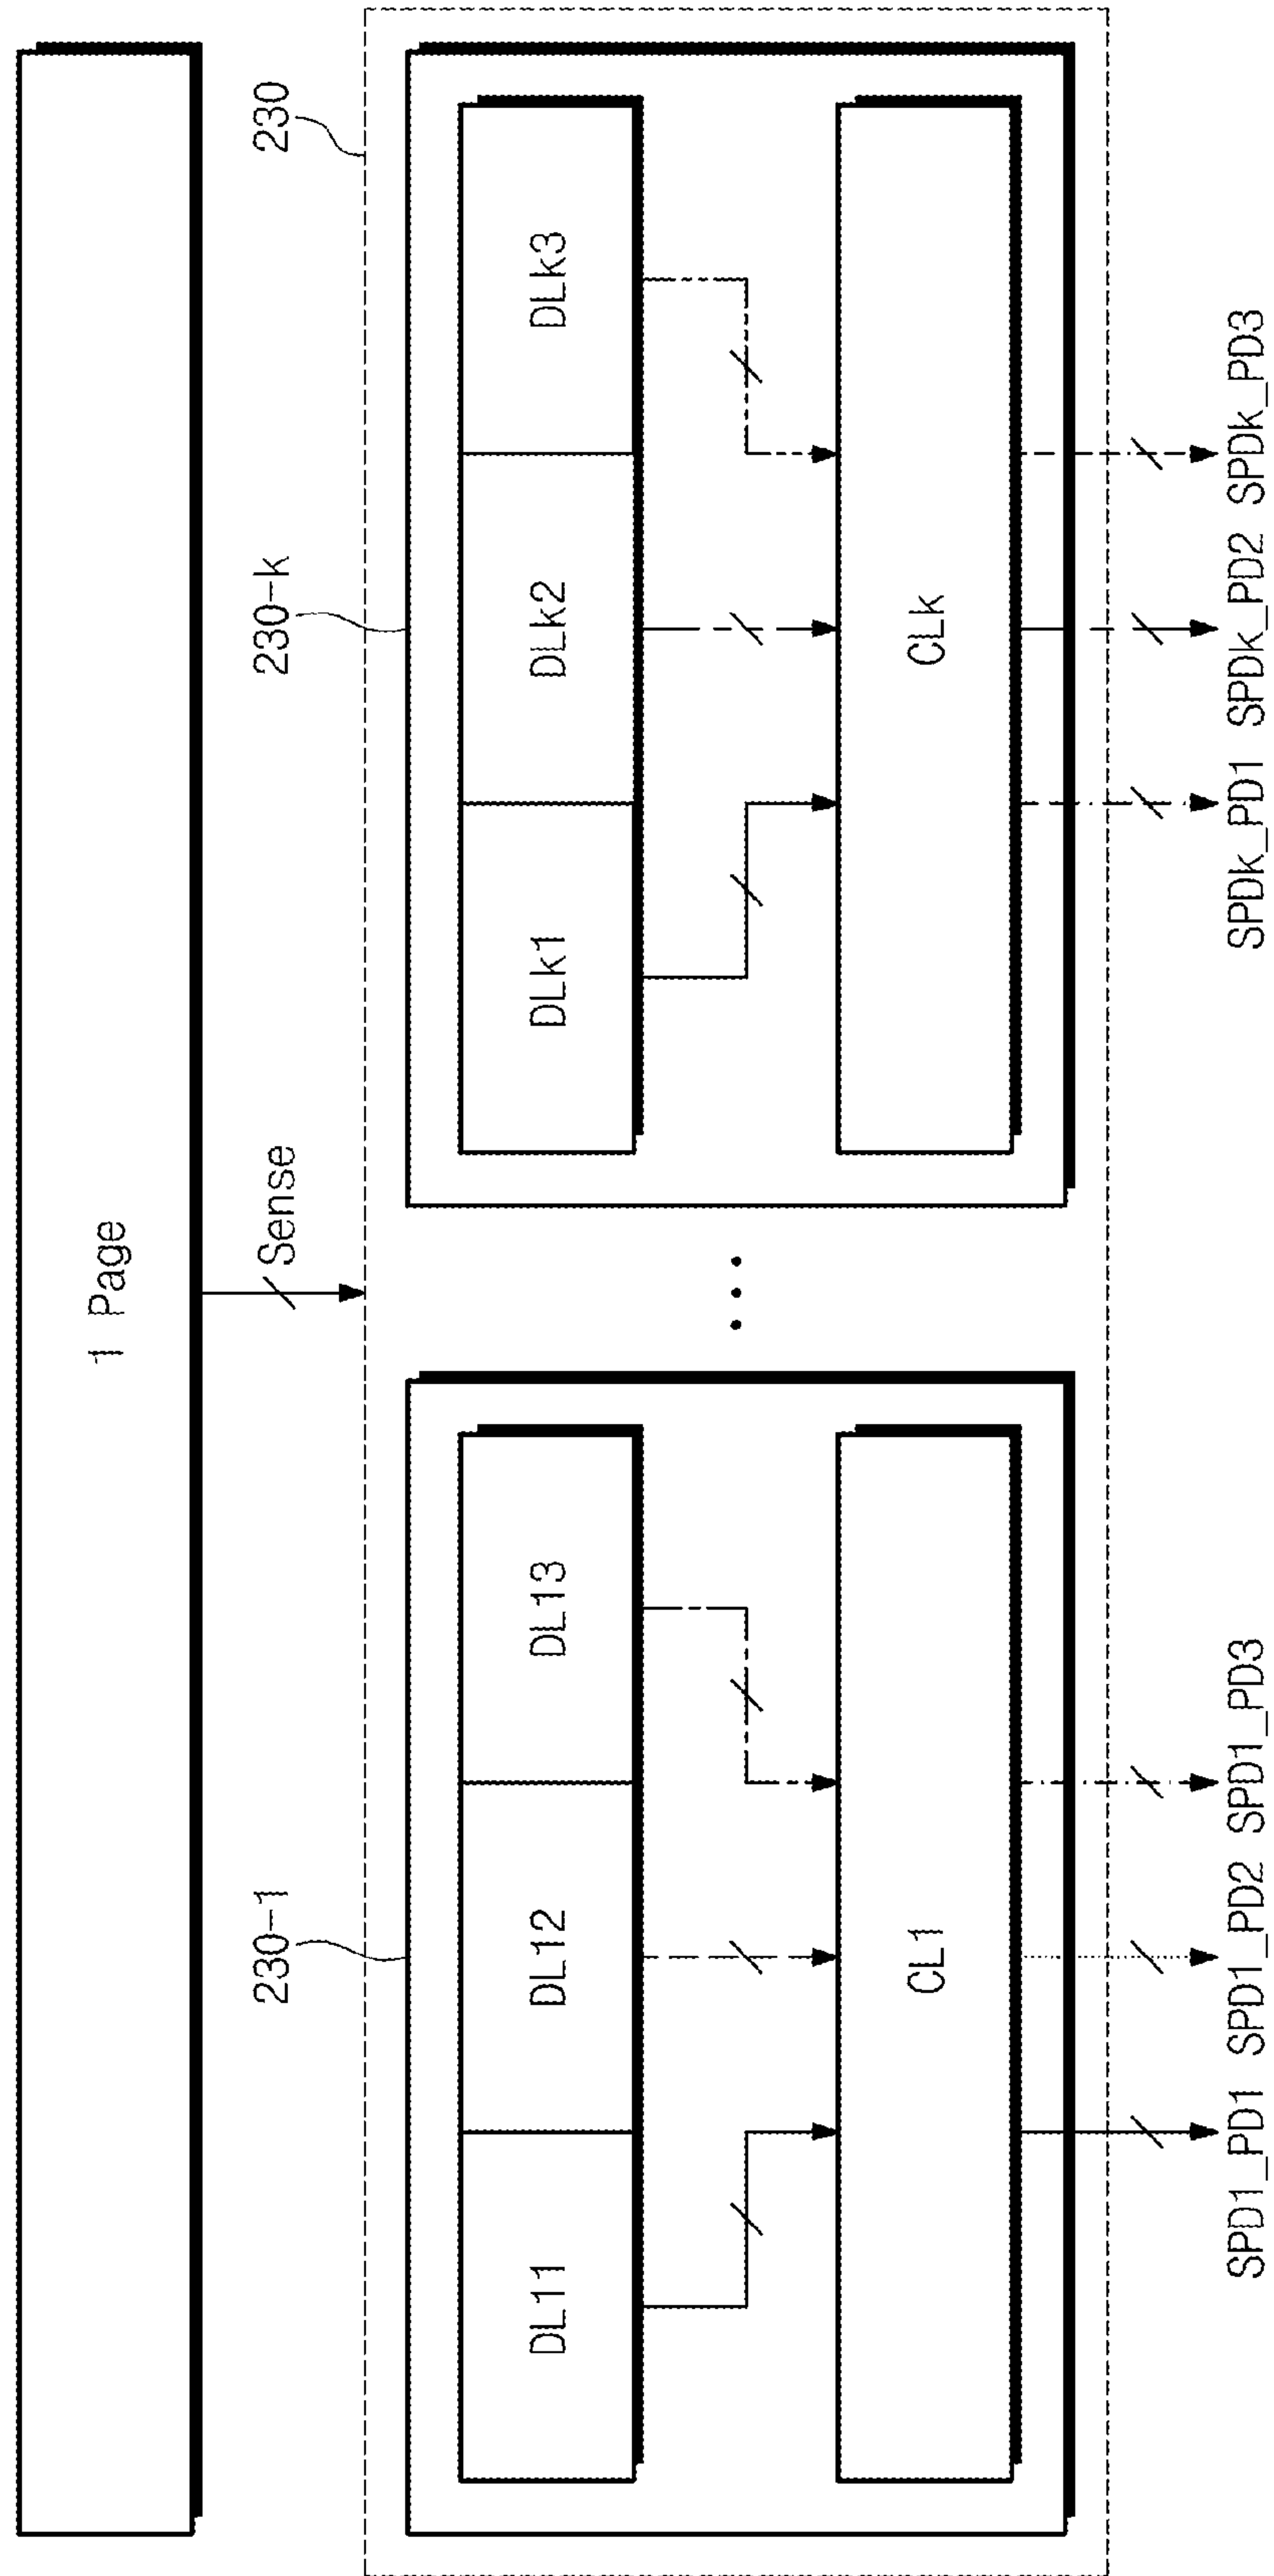 1 Page
Sense
230
230-1
230-k
DL11
DL12
DL13
DLk1
DLk2
DLk3
CL1
CLk
SPD1_PD1 SPD1_PD2 SPD1_PD3
SPDk_PD1 SPDk_PD2 SPDk_PD3